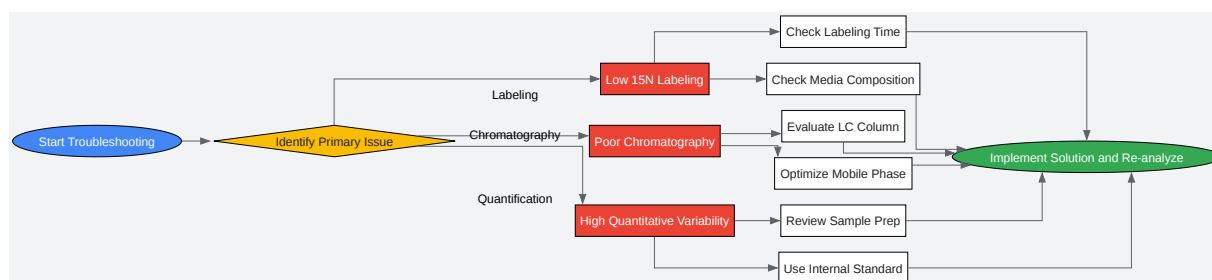 Start Troubleshooting
Identify Primary Issue
Labeling
Chromatography
Quantification
Low 15N Labeling
Poor Chromatography
High Quantitative Variability
Check Labeling Time
Check Media Composition
Evaluate LC Column
Optimize Mobile Phase
Review Sample Prep
Use Internal Standard
Implement Solution and Re-analyze